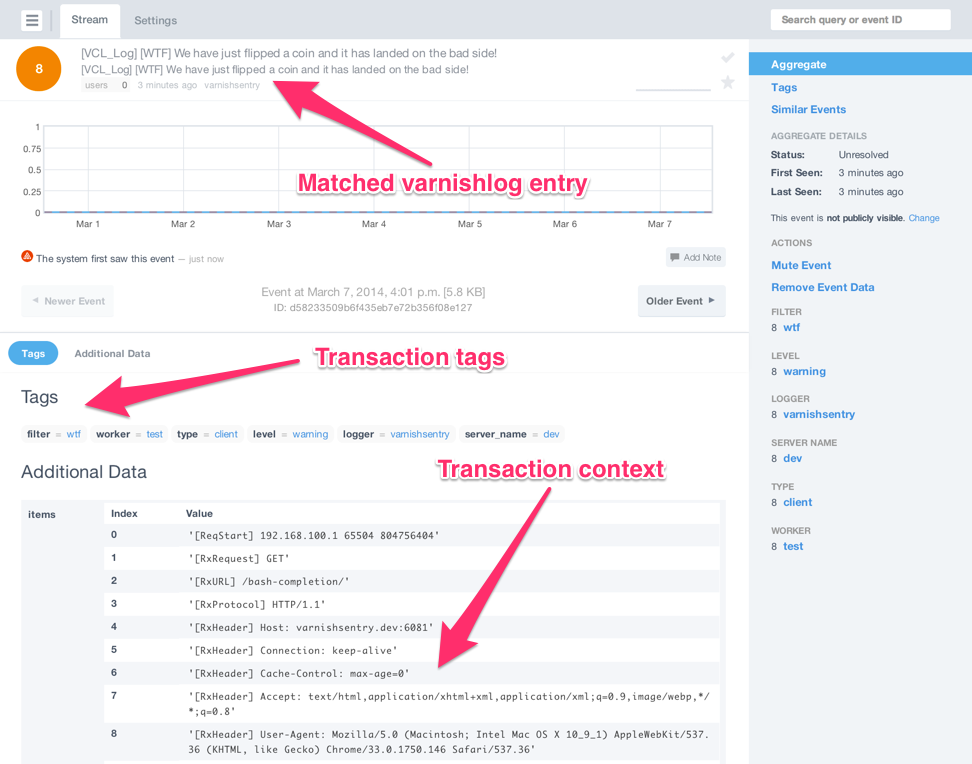 Stream
Settings
Search query or event ID
8
[VCL_Log] [WTF] We have just flipped a coin and it has landed on the bad side!
[VCL_Log] [WTF] We have just flipped a coin and it has landed on the bad side!
users 0 3 minutes ago varnishsentry
1
0.75
0.5
0.25
0
Mar 1 Mar 2 Mar 3 Mar 4 Mar 5 Mar 6 Mar 7
Matched varnishlog entry
The system first saw this event — just now
Add Note
Newer Event
Event at March 7, 2014, 4:01 p.m. [5.8 KB]
ID: d58233509b6f435eb7e72b356f08e127
Older Event
Tags
Additional Data
Transaction tags
Tags
filter = wtf worker = test type = client level = warning logger = varnishsentry server_name = dev
Additional Data
Transaction context
items
Index Value
0 '[ReqStart] 192.168.100.1 65504 804756404'
1 '[RxRequest] GET'
2 '[RxURL] /bash-completion/'
3 '[RxProtocol] HTTP/1.1'
4 '[RxHeader] Host: varnishsentry.dev:6081'
5 '[RxHeader] Connection: keep-alive'
6 '[RxHeader] Cache-Control: max-age=0'
7 '[RxHeader] Accept: text/html,application/xhtml+xml,application/xml;q=0.9,image/webp,*/
*;q=0.8'
8 '[RxHeader] User-Agent: Mozilla/5.0 (Macintosh; Intel Mac OS X 10_9_1) AppleWebKit/537.
36 (KHTML, like Gecko) Chrome/33.0.1750.146 Safari/537.36'
Aggregate
Tags
Similar Events
AGGREGATE DETAILS
Status: Unresolved
First Seen: 3 minutes ago
Last Seen: 3 minutes ago
This event is not publicly visible. Change
ACTIONS
Mute Event
Remove Event Data
FILTER
8 wtf
LEVEL
8 warning
LOGGER
8 varnishsentry
SERVER NAME
8 dev
TYPE
8 client
WORKER
8 test